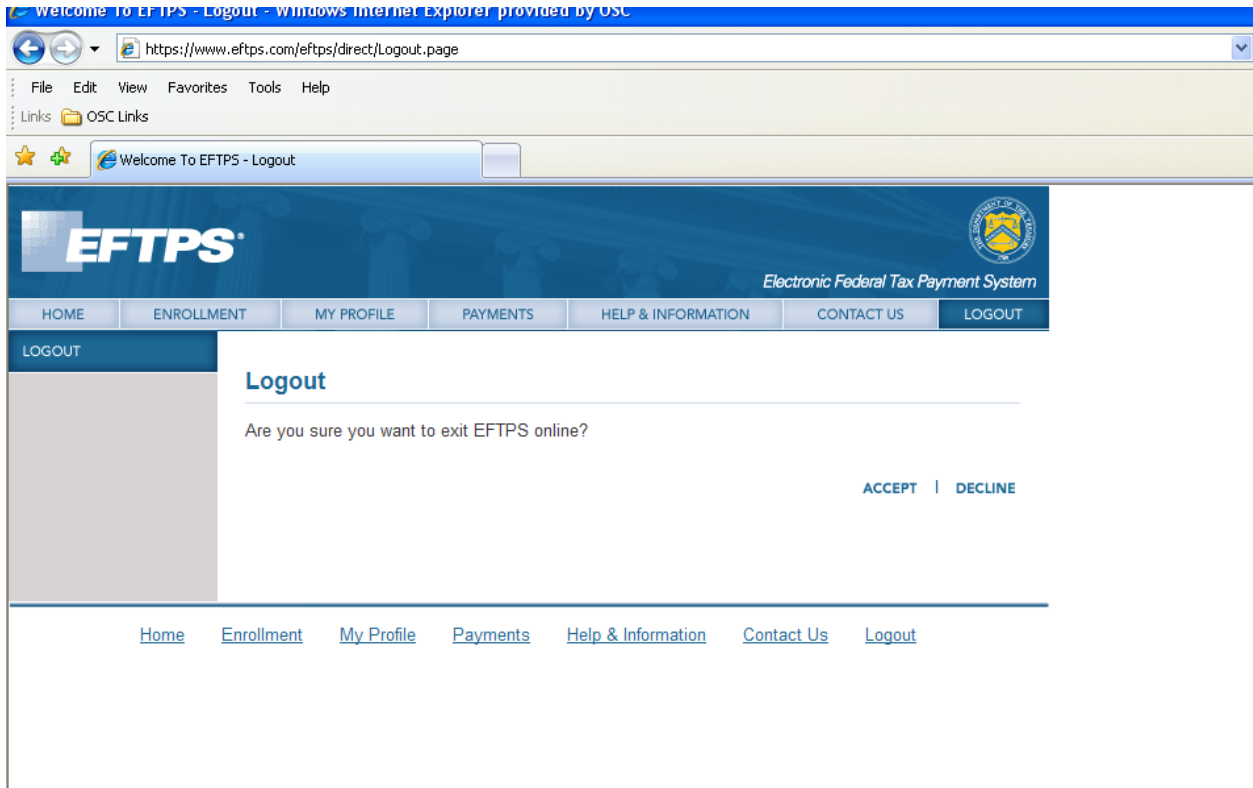 Welcome To EFTPS - Logout - Windows Internet Explorer provided by OSC
https://www.eftps.com/eftps/direct/Logout.page
File Edit View Favorites Tools Help
Links OSC Links
Welcome To EFTPS - Logout
EFTPS
Electronic Federal Tax Payment System
HOME ENROLLMENT MY PROFILE PAYMENTS HELP & INFORMATION CONTACT US LOGOUT
LOGOUT
Logout
Are you sure you want to exit EFTPS online?
ACCEPT | DECLINE
Home Enrollment My Profile Payments Help & Information Contact Us Logout